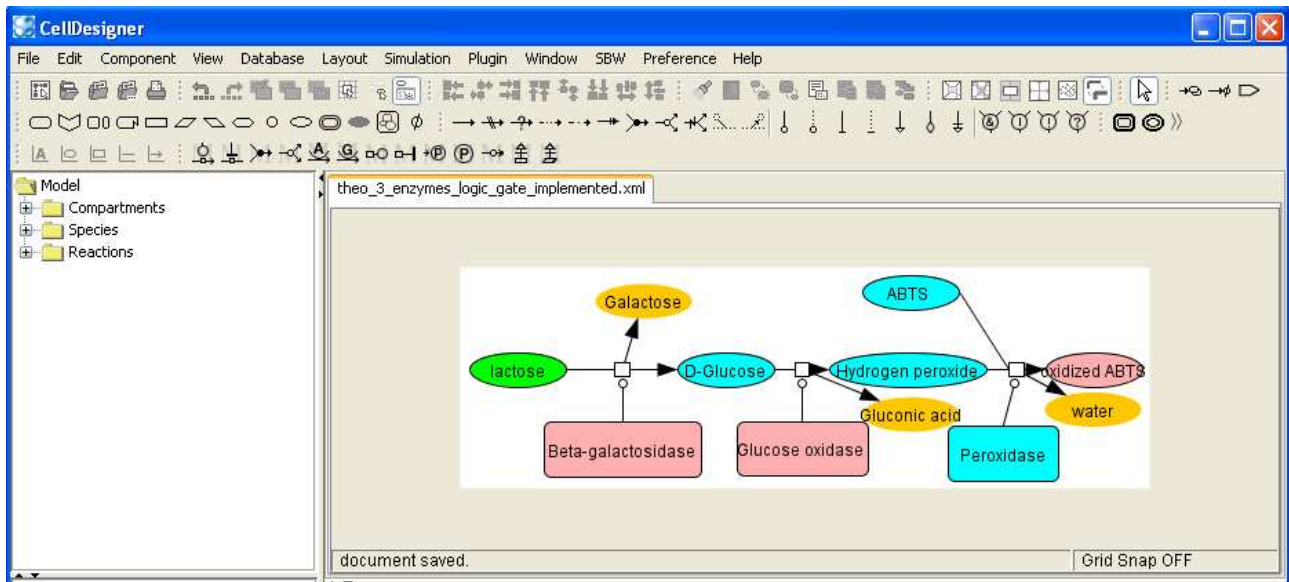 CellDesigner
File Edit Component View Database Layout Simulation Plugin Window SBW Preference Help
Model
Compartments
Species
Reactions
theo_3_enzymes_logic_gate_implemented.xml
Galactose
ABTS
lactose
D-Glucose
Hydrogen peroxide
oxidized ABTS
Gluconic acid
water
Beta-galactosidase
Glucose oxidase
Peroxidase
document saved.
Grid Snap OFF